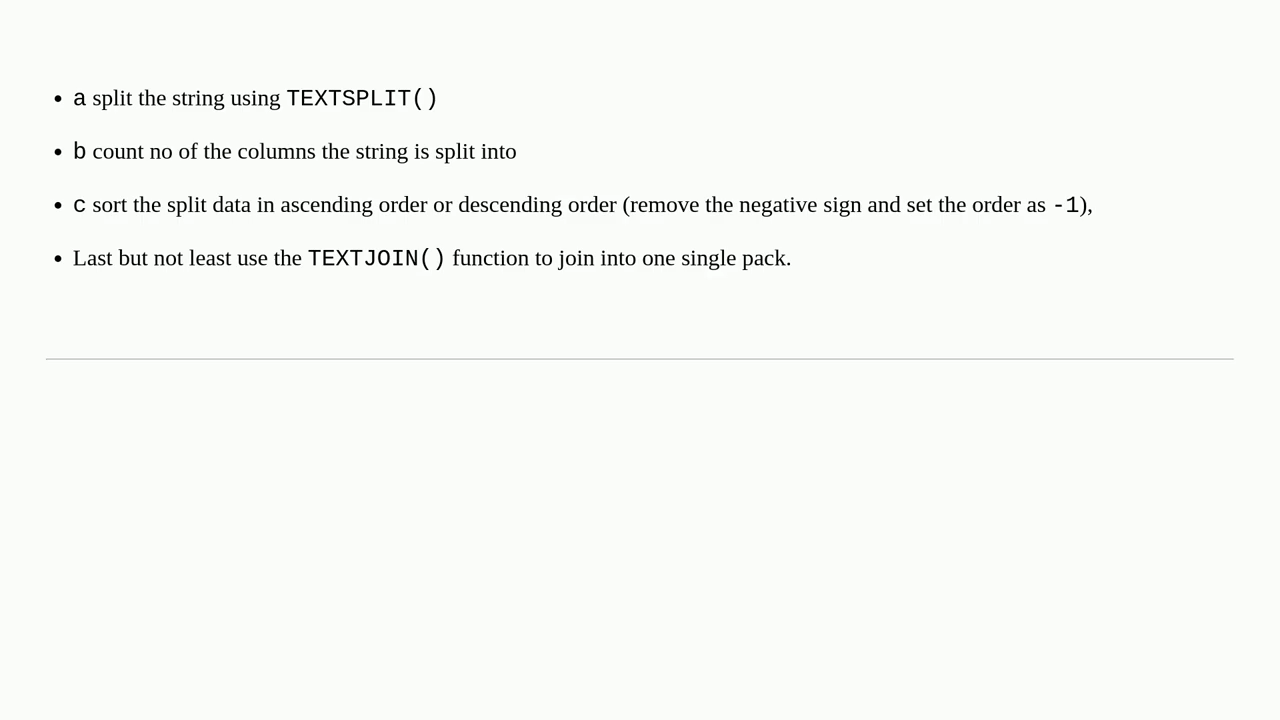 • a split the string using TEXTSPLIT()
• b count no of the columns the string is split into
• c sort the split data in ascending order or descending order (remove the negative sign and set the order as -1),
• Last but not least use the TEXTJOIN() function to join into one single pack.